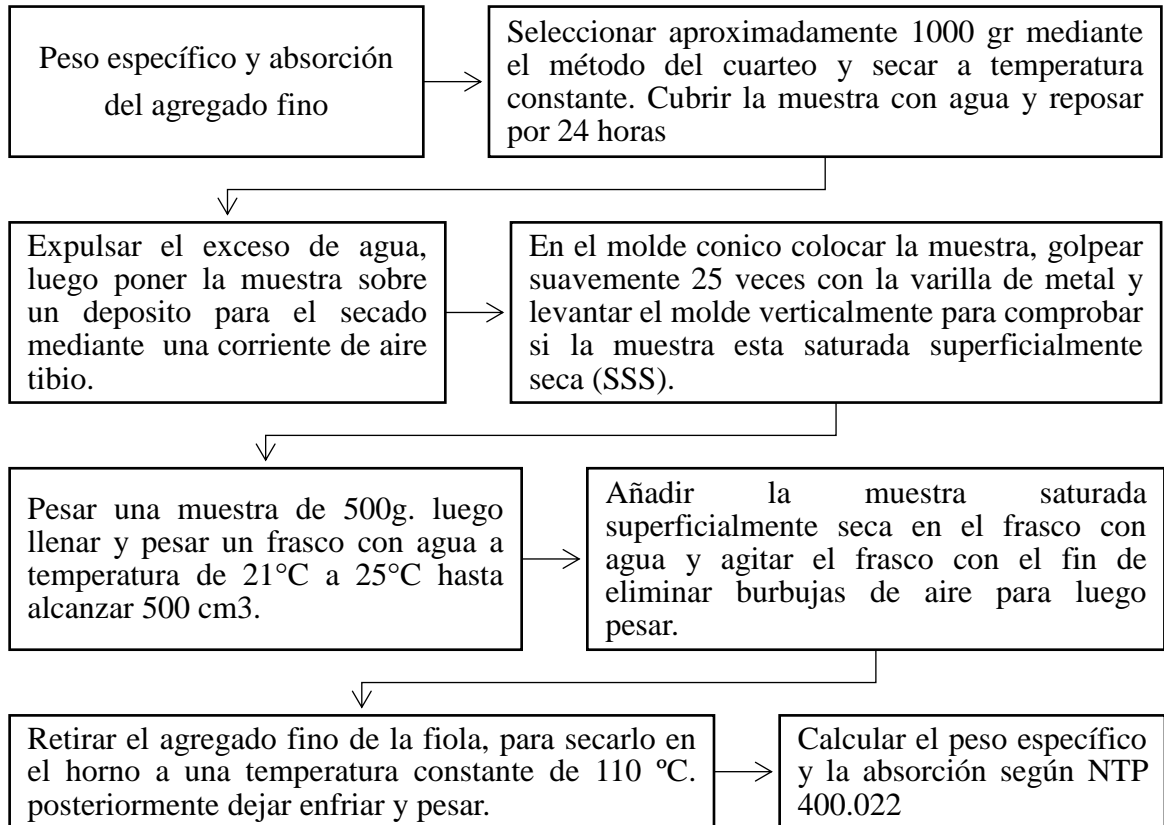 Peso específico y absorción
del agregado fino
Seleccionar aproximadamente 1000 gr mediante
el método del cuarteo y secar a temperatura
constante. Cubrir la muestra con agua y reposar
por 24 horas
Expulsar el exceso de agua,
luego poner la muestra sobre
un deposito para el secado
mediante una corriente de aire
tibio.
En el molde conico colocar la muestra, golpear
suavemente 25 veces con la varilla de metal y
levantar el molde verticalmente para comprobar
si la muestra esta saturada superficialmente
seca (SSS).
Pesar una muestra de 500g. luego
llenar y pesar un frasco con agua a
temperatura de 21°C a 25°C hasta
alcanzar 500 cm3.
Añadir la muestra saturada
superficialmente seca en el frasco con
agua y agitar el frasco con el fin de
eliminar burbujas de aire para luego
pesar.
Retirar el agregado fino de la fiola, para secarlo en
el horno a una temperatura constante de 110 ºC.
posteriormente dejar enfriar y pesar.
Calcular el peso específico
y la absorción según NTP
400.022